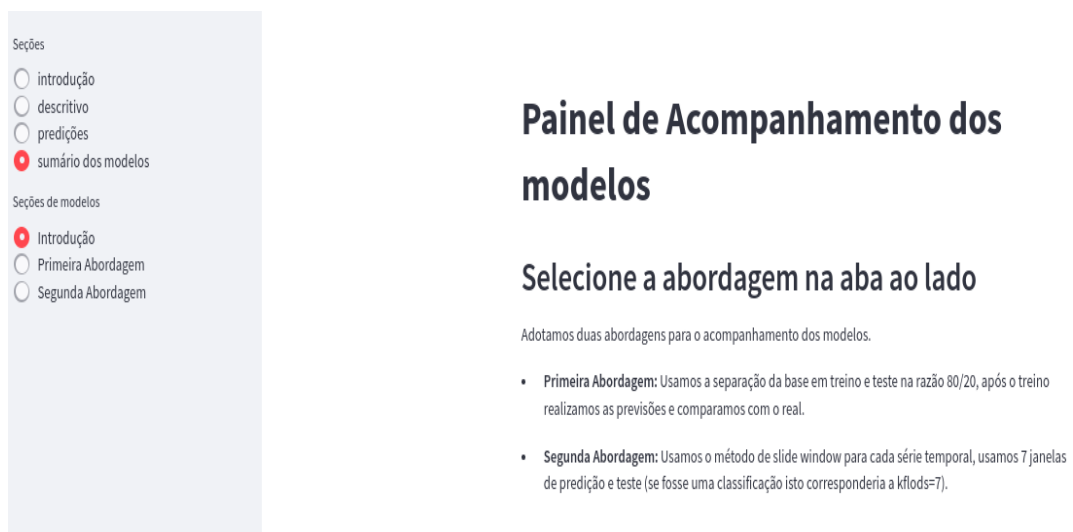 Seções
introdução
descritivo
predições
sumário dos modelos
Seções de modelos
Introdução
Primeira Abordagem
Segunda Abordagem
Painel de Acompanhamento dos
modelos
Selecione a abordagem na aba ao lado
Adotamos duas abordagens para o acompanhamento dos modelos.
• Primeira Abordagem: Usamos a separação da base em treino e teste na razão 80/20, após o treino
realizamos as previsões e comparamos com o real.
• Segunda Abordagem: Usamos o método de slide window para cada série temporal, usamos 7 janelas
de predição e teste (se fosse uma classificação isto corresponderia a kflods=7).